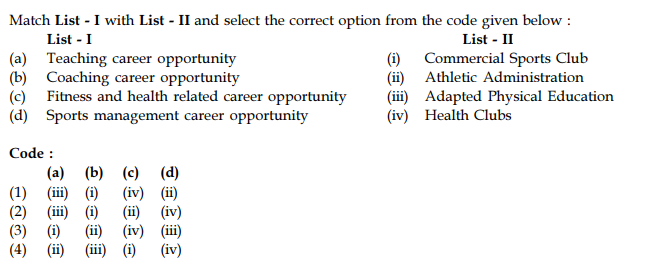 Match List - I with List - II and select the correct option from the code given below :
List - I List - II
(a) Teaching career opportunity (i) Commercial Sports Club
(b) Coaching career opportunity (ii) Athletic Administration
(c) Fitness and health related career opportunity (iii) Adapted Physical Education
(d) Sports management career opportunity (iv) Health Clubs
Code :
(a) (b) (c) (d)
(1) (iii) (i) (iv) (ii)
(2) (iii) (i) (ii) (iv)
(3) (i) (ii) (iv) (iii)
(4) (ii) (iii) (i) (iv)